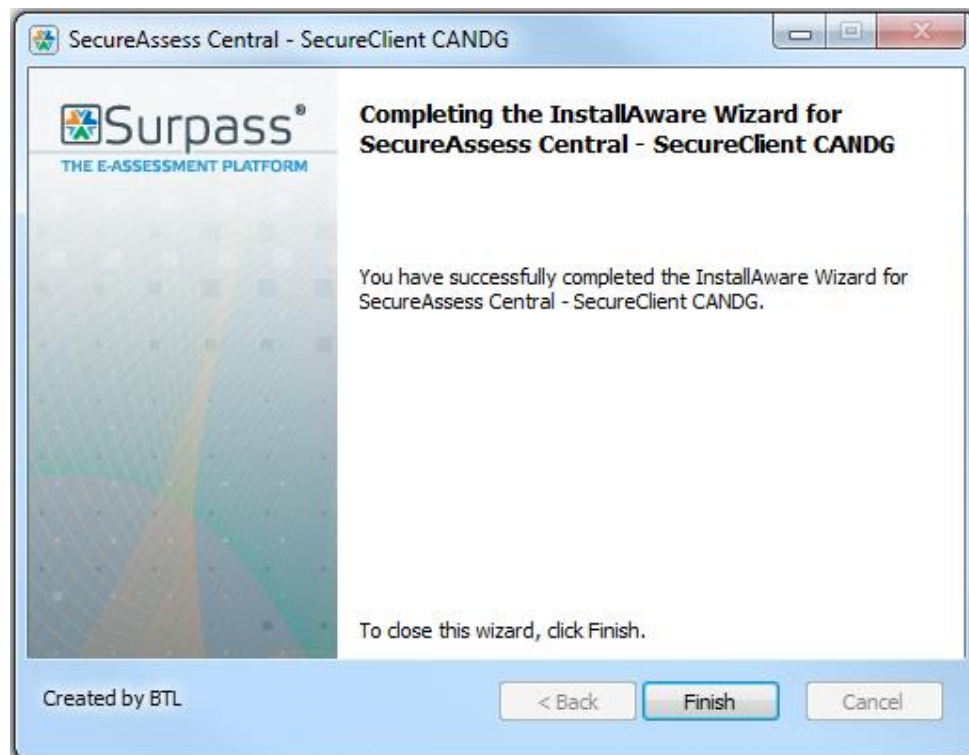 SecureAssess Central - SecureClient CANDG
Surpass®
THE E-ASSESSMENT PLATFORM
Completing the InstallAware Wizard for
SecureAssess Central - SecureClient CANDG
You have successfully completed the InstallAware Wizard for
SecureAssess Central - SecureClient CANDG.
To close this wizard, click Finish.
Created by BTL
< Back
Finish
Cancel